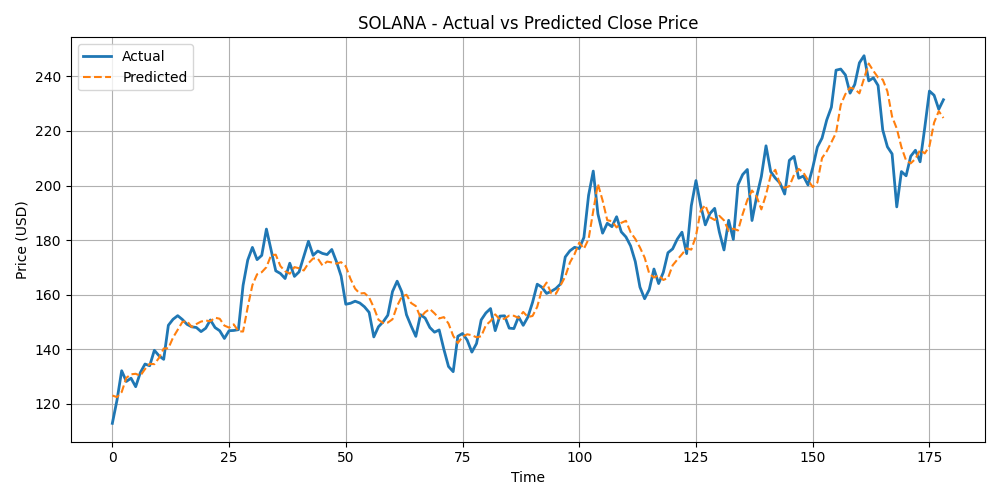 SOLANA - Actual vs Predicted Close Price
Actual
Predicted
Price (USD)
240
220
200
180
160
140
120
0 25 50 75 100 125 150 175
Time